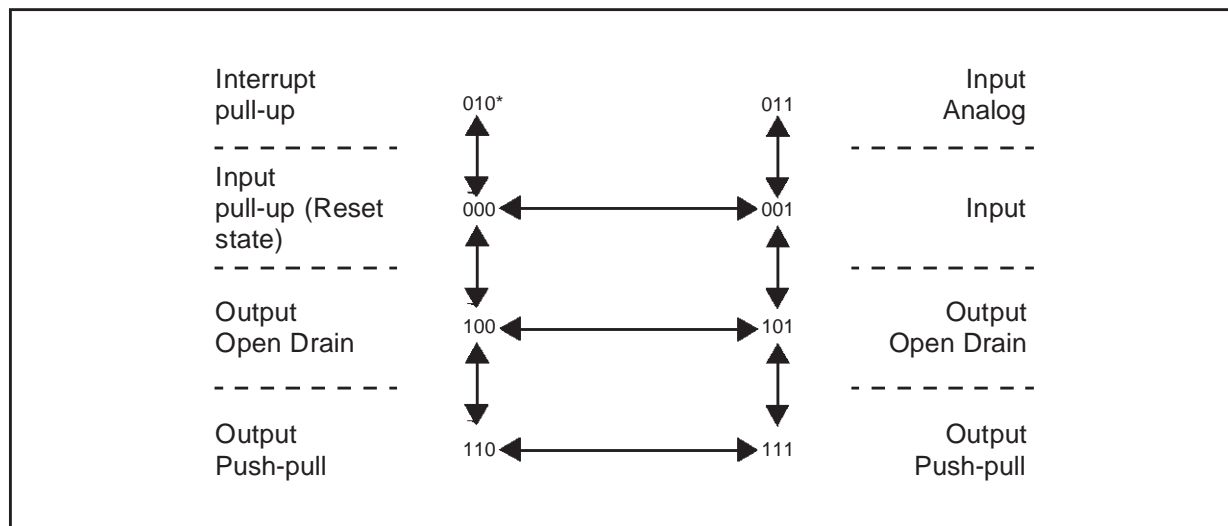 Interrupt
pull-up
010*
011
Input
Analog
Input
pull-up (Reset
state)
000
001
Input
Output
Open Drain
100
101
Output
Open Drain
Output
Push-pull
110
111
Output
Push-pull